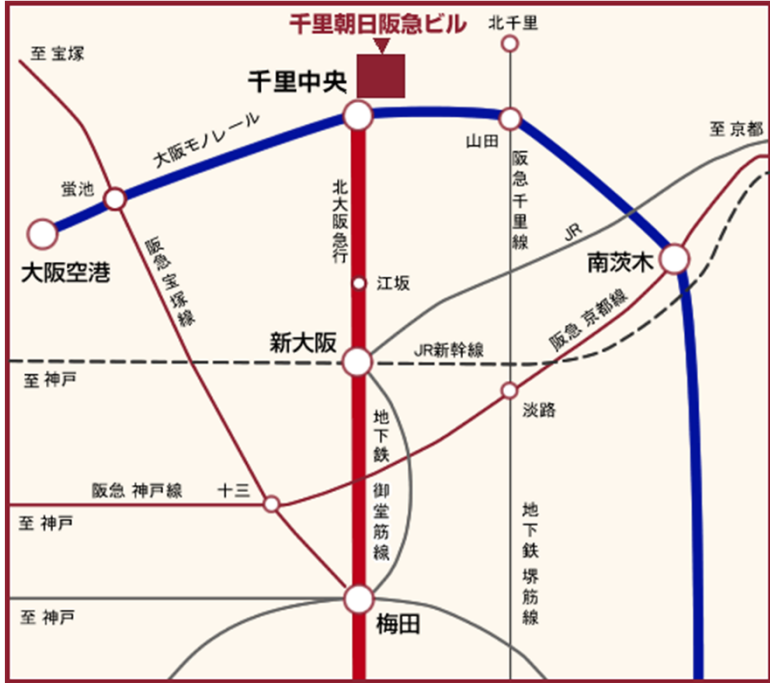 千里朝日阪急ビル
北千里
至 宝塚
千里中央
大阪モノレール
山田
至 京都
蛍池
北大阪急行
阪急 千里線
JR
大阪空港
阪急 宝塚線
江坂
南茨木
新大阪
JR新幹線
阪急 京都線
至 神戸
淡路
地下鉄 御堂筋線
阪急 神戸線
十三
至 神戸
地下鉄 堺筋線
至 神戸
梅田